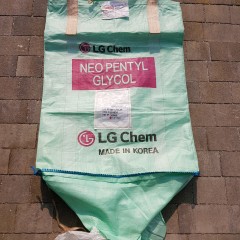 LG Chem
NEO PENTYL
GLYCOL
LG Chem
MADE IN KOREA